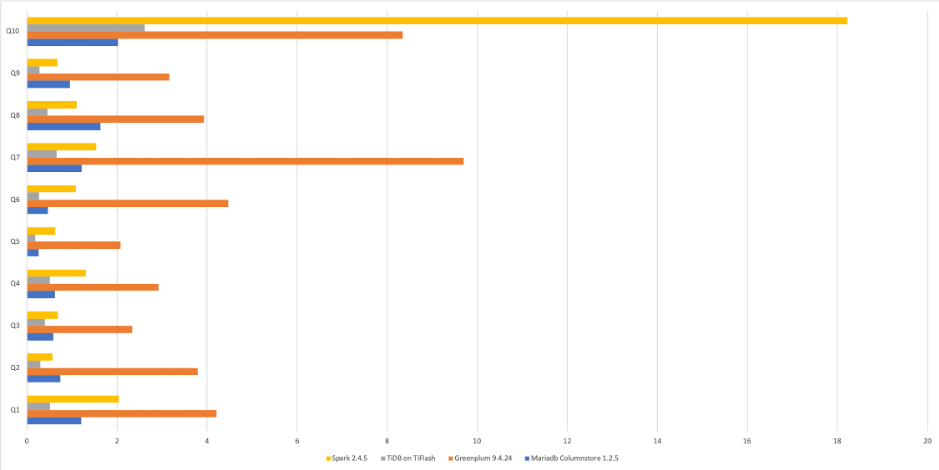 Q10
Q9
Q8
Q7
Q6
Q5
Q4
Q3
Q2
Q1
0 2 4 6 8 10 12 14 16 18 20
Spark 2.4.5 TiDB on TiFlash Greenplum 9.4.24 Mariadb Columnstore 1.2.5